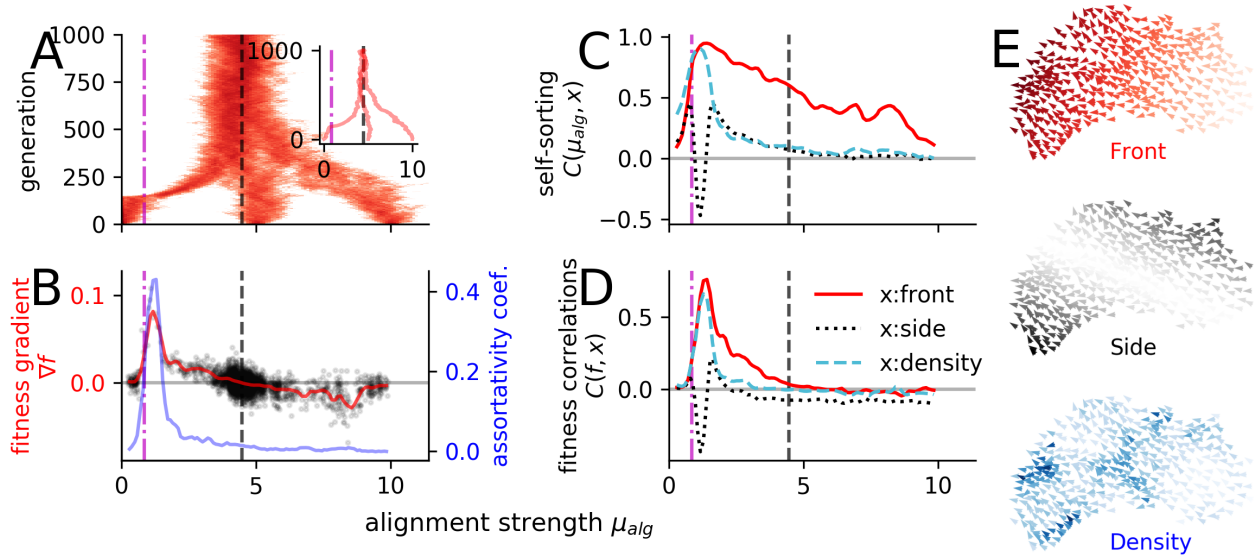 A
1000
750
500
250
0
generation
1000
0
0
10
B
fitness gradient
∇f
0.1
0.0
0.4
0.2
0.0
assortativity coef.
0
5
10
C
self-sorting
C(μalg, x)
1.0
0.5
0.0
−0.5
D
fitness correlations
C(f, x)
0.5
0.0
x:front
x:side
x:density
0
5
10
alignment strength μalg
E
Front
Side
Density